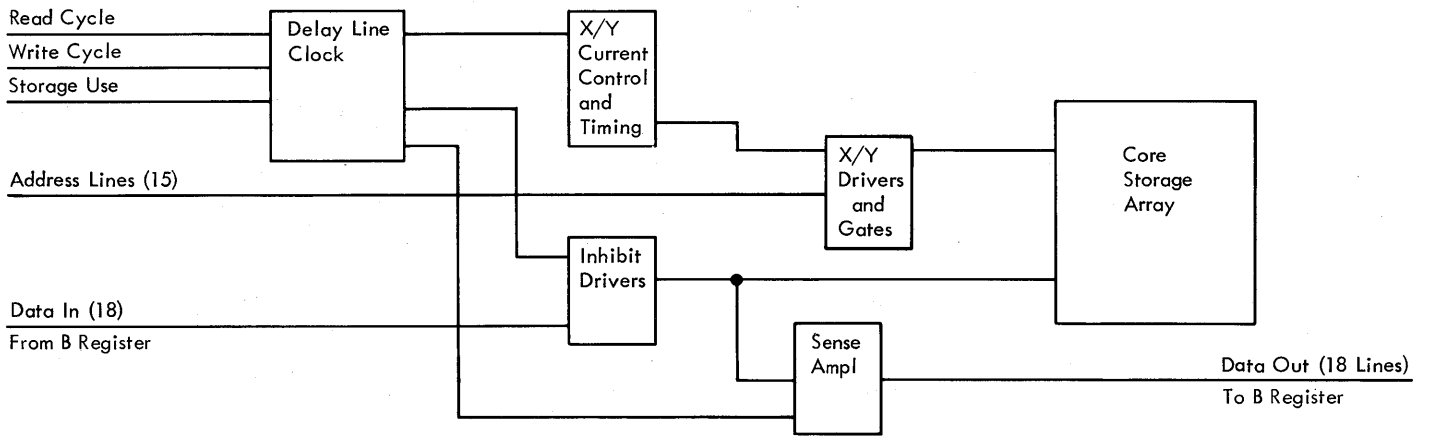 Read Cycle
Write Cycle
Storage Use
Delay Line
Clock
X/Y
Current
Control
and
Timing
Address Lines (15)
X/Y
Drivers
and
Gates
Core
Storage
Array
Inhibit
Drivers
Data In (18)
From B Register
Sense
Ampl
Data Out (18 Lines)
To B Register